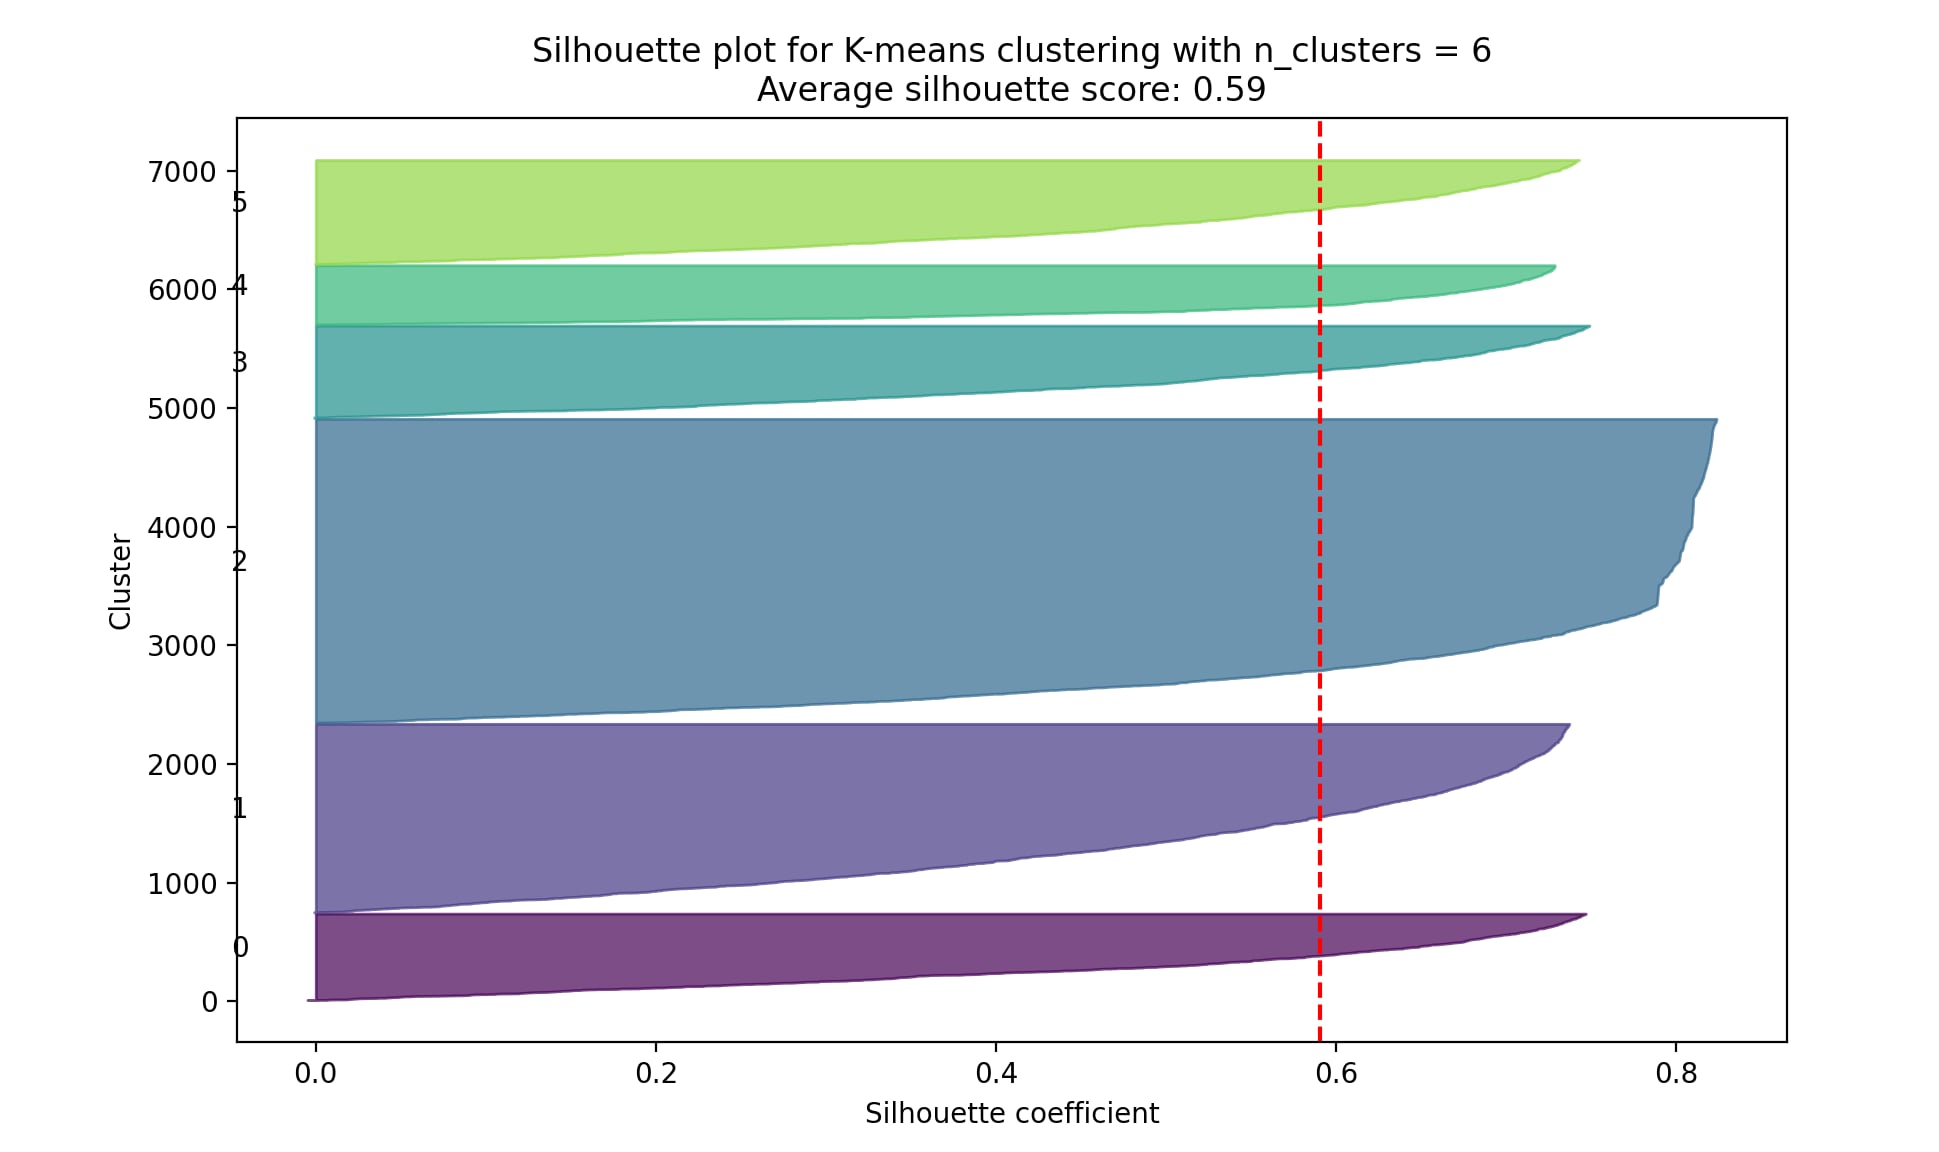 Silhouette plot for K-means clustering with n_clusters = 6
Average silhouette score: 0.59
7000
5
6000
4
3
5000
4000
2
Cluster
3000
2000
1
1000
0
0
0.0 0.2 0.4 0.6 0.8
Silhouette coefficient